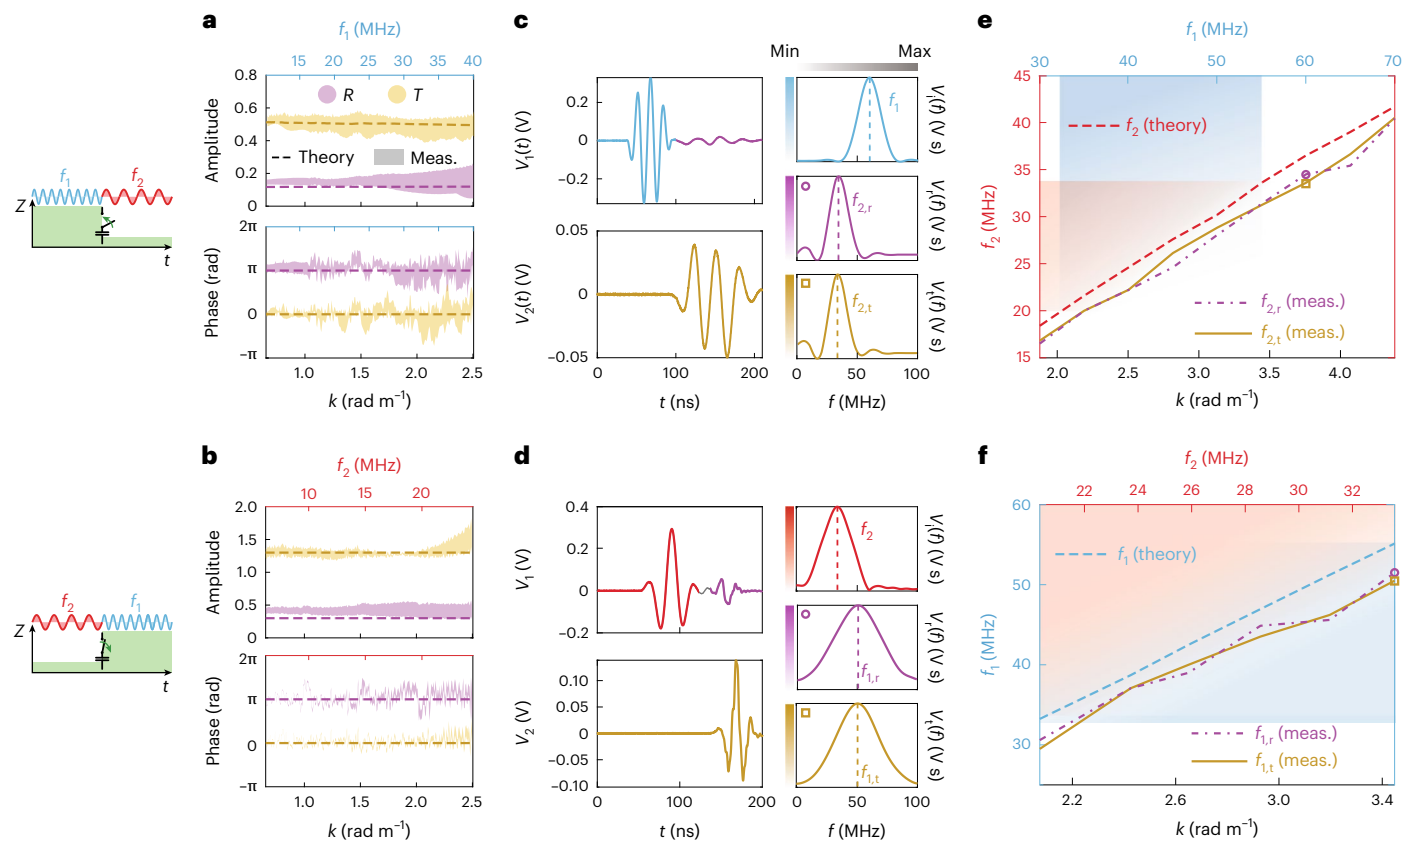 a
f1 (MHz)
15 20 25 30 35 40
0.8
0.6
0.4
0.2
0
Amplitude
R
T
Theory
Meas.
2π
π
0
−π
Phase (rad)
1.0 1.5 2.0 2.5
k (rad m−1)
f1
f2
Z
t
c
0.2
0
−0.2
V1(t) (V)
0.05
0
−0.05
V2(t) (V)
0 100 200
t (ns)
Min
Max
f1
Vi(f) (V s)
f2,r
Vr(f) (V s)
f2,t
Vt(f) (V s)
0 50 100
f (MHz)
e
f1 (MHz)
30 40 50 60 70
45
40
35
30
25
20
15
f2 (MHz)
f2 (theory)
f2,r (meas.)
f2,t (meas.)
2.0 2.5 3.0 3.5 4.0
k (rad m−1)
b
f2 (MHz)
10 15 20
2.0
1.5
1.0
0.5
0
Amplitude
2π
π
0
−π
Phase (rad)
1.0 1.5 2.0 2.5
k (rad m−1)
f2
f1
Z
t
d
0.4
0.2
0
−0.2
V1 (V)
0.10
0.05
0
−0.05
−0.10
V2 (V)
0 100 200
t (ns)
f2
Vi(f) (V s)
f1,r
Vr(f) (V s)
f1,t
Vt(f) (V s)
0 50 100
f (MHz)
f
f2 (MHz)
22 24 26 28 30 32
60
50
40
30
f1 (MHz)
f1 (theory)
f1,r (meas.)
f1,t (meas.)
2.2 2.6 3.0 3.4
k (rad m−1)